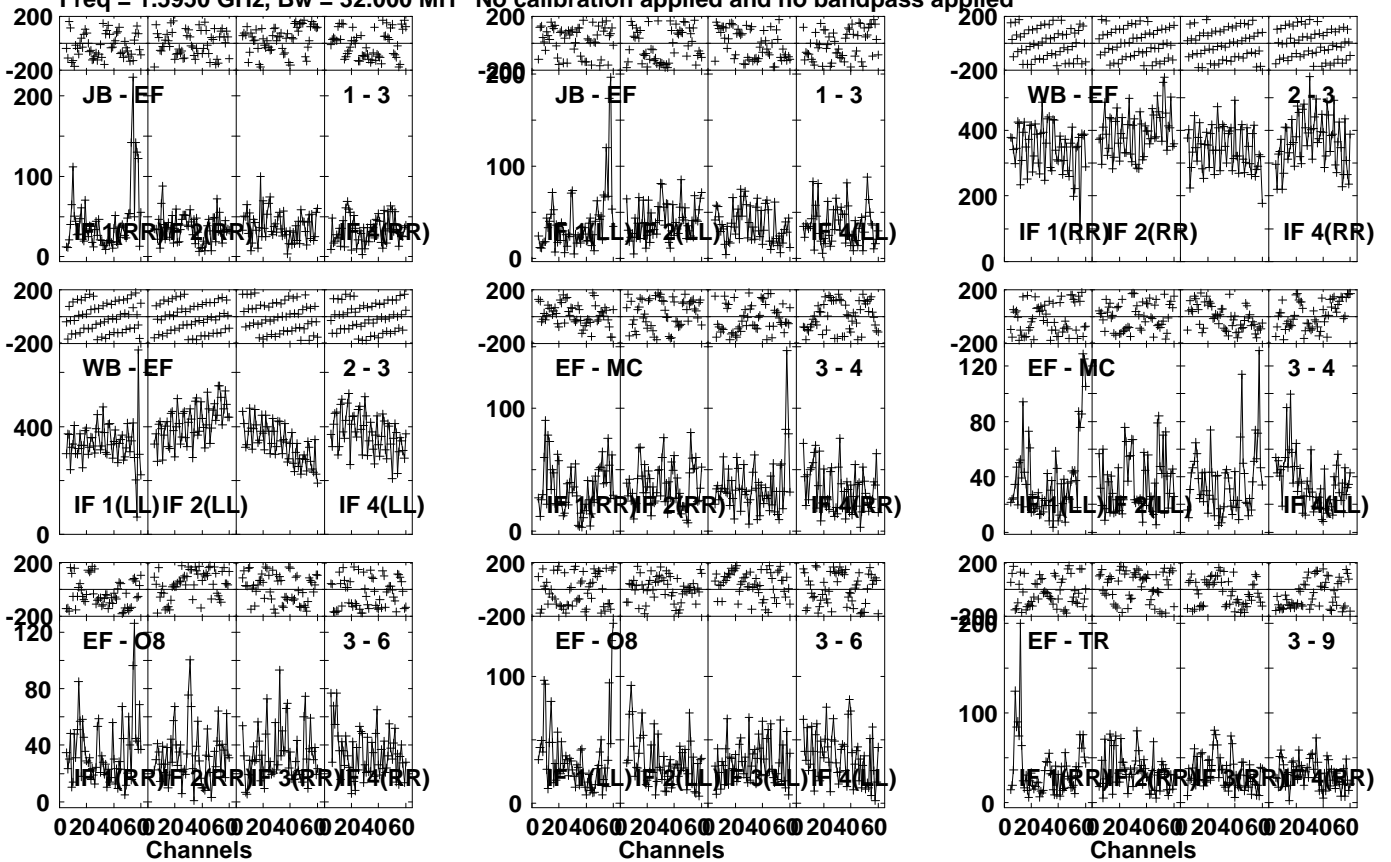 Freq = 1.5950 GHz, Bw = 32.000 MH No calibration applied and no bandpass applied
200
-200
JB - EF 1 - 3
200
100
0
IF 1(RR) IF 2(RR) IF 4(RR)
200
-200
200
JB - EF 1 - 3
100
0
IF 1(LL) IF 2(LL) IF 4(LL)
200
-200
WB - EF 2 - 3
400
200
0
IF 1(RR) IF 2(RR) IF 4(RR)
200
-200
WB - EF 2 - 3
400
0
IF 1(LL) IF 2(LL) IF 4(LL)
200
-200
EF - MC 3 - 4
100
0
IF 1(RR) IF 2(RR) IF 4(RR)
200
-200
EF - MC 3 - 4
120
80
40
0
IF 1(LL) IF 2(LL) IF 4(LL)
200
-200
EF - O8 3 - 6
120
80
40
0
IF 1(RR) IF 2(RR) IF 3(RR) IF 4(RR)
0 20 40 60 0 20 40 60 0 20 40 60 0 20 40 60
Channels
200
-200
EF - O8 3 - 6
100
0
IF 1(LL) IF 2(LL) IF 3(LL) IF 4(LL)
0 20 40 60 0 20 40 60 0 20 40 60 0 20 40 60
Channels
200
-200
200
EF - TR 3 - 9
100
0
IF 1(RR) IF 2(RR) IF 3(RR) IF 4(RR)
0 20 40 60 0 20 40 60 0 20 40 60 0 20 40 60
Channels